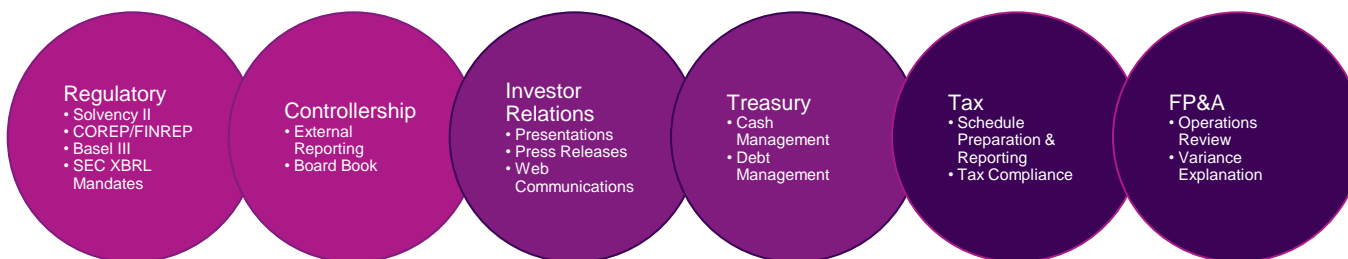 Regulatory
• Solvency II
• COREP/FINREP
• Basel III
• SEC XBRL
Mandates
Controllership
• External
Reporting
• Board Book
Investor
Relations
• Presentations
• Press Releases
• Web
Communications
Treasury
• Cash
Management
• Debt
Management
Tax
• Schedule
Preparation &
Reporting
• Tax Compliance
FP&A
• Operations
Review
• Variance
Explanation